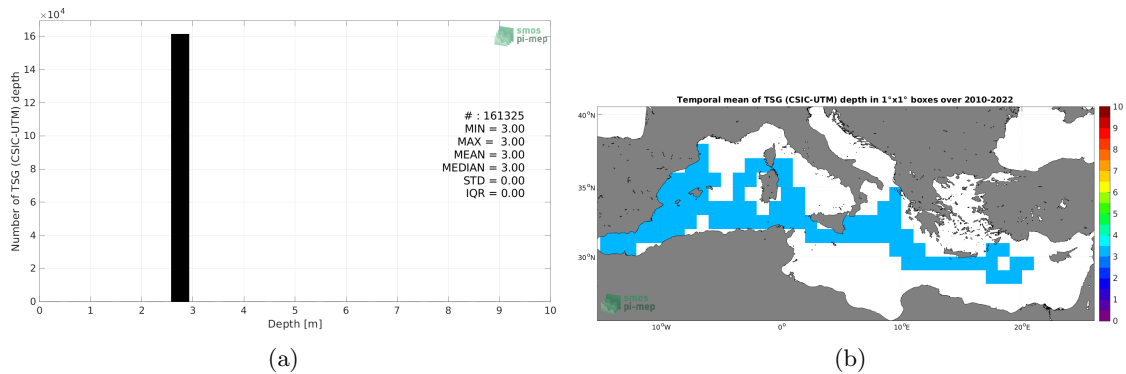 ×10⁴
16
14
12
10
8
6
4
2
0
Number of TSG (CSIC-UTM) depth
smos
pi-mep
# : 161325
MIN = 3.00
MAX = 3.00
MEAN = 3.00
MEDIAN = 3.00
STD = 0.00
IQR = 0.00
0 1 2 3 4 5 6 7 8 9 10
Depth [m]
(a)
Temporal mean of TSG (CSIC-UTM) depth in 1°x1° boxes over 2010-2022
40°N
35°N
30°N
10°W 0° 10°E 20°E
smos
pi-mep
10
9
8
7
6
5
4
3
2
1
0
(b)